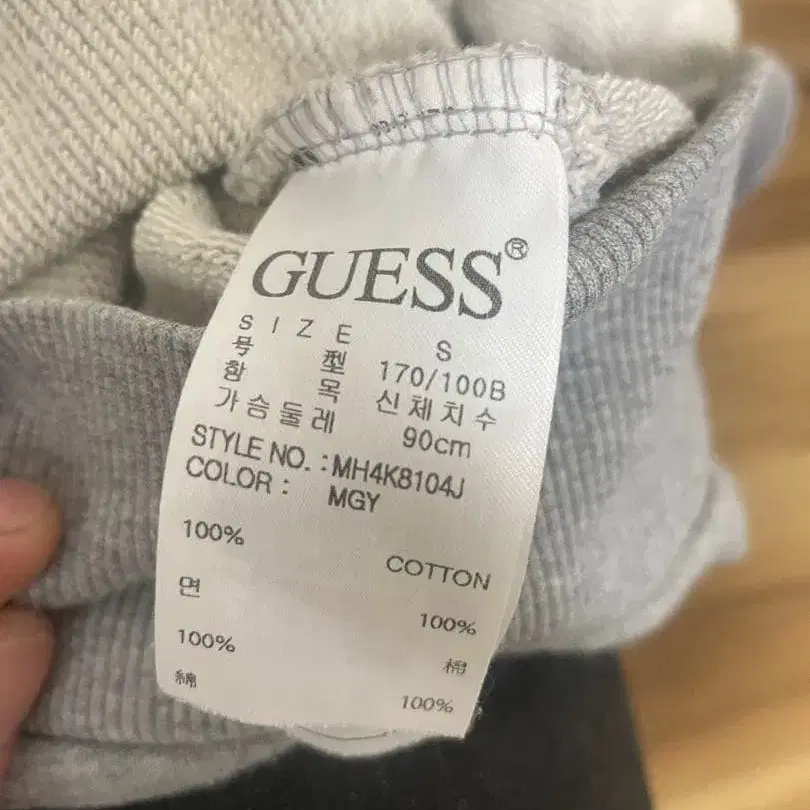 GUESS®
SIZE S
号 型 170/100B
항 목 신체치수
가슴둘레 90cm
STYLE NO. : MH4K8104J
COLOR : MGY
100% COTTON
면 100%
100% 棉
綿 100%